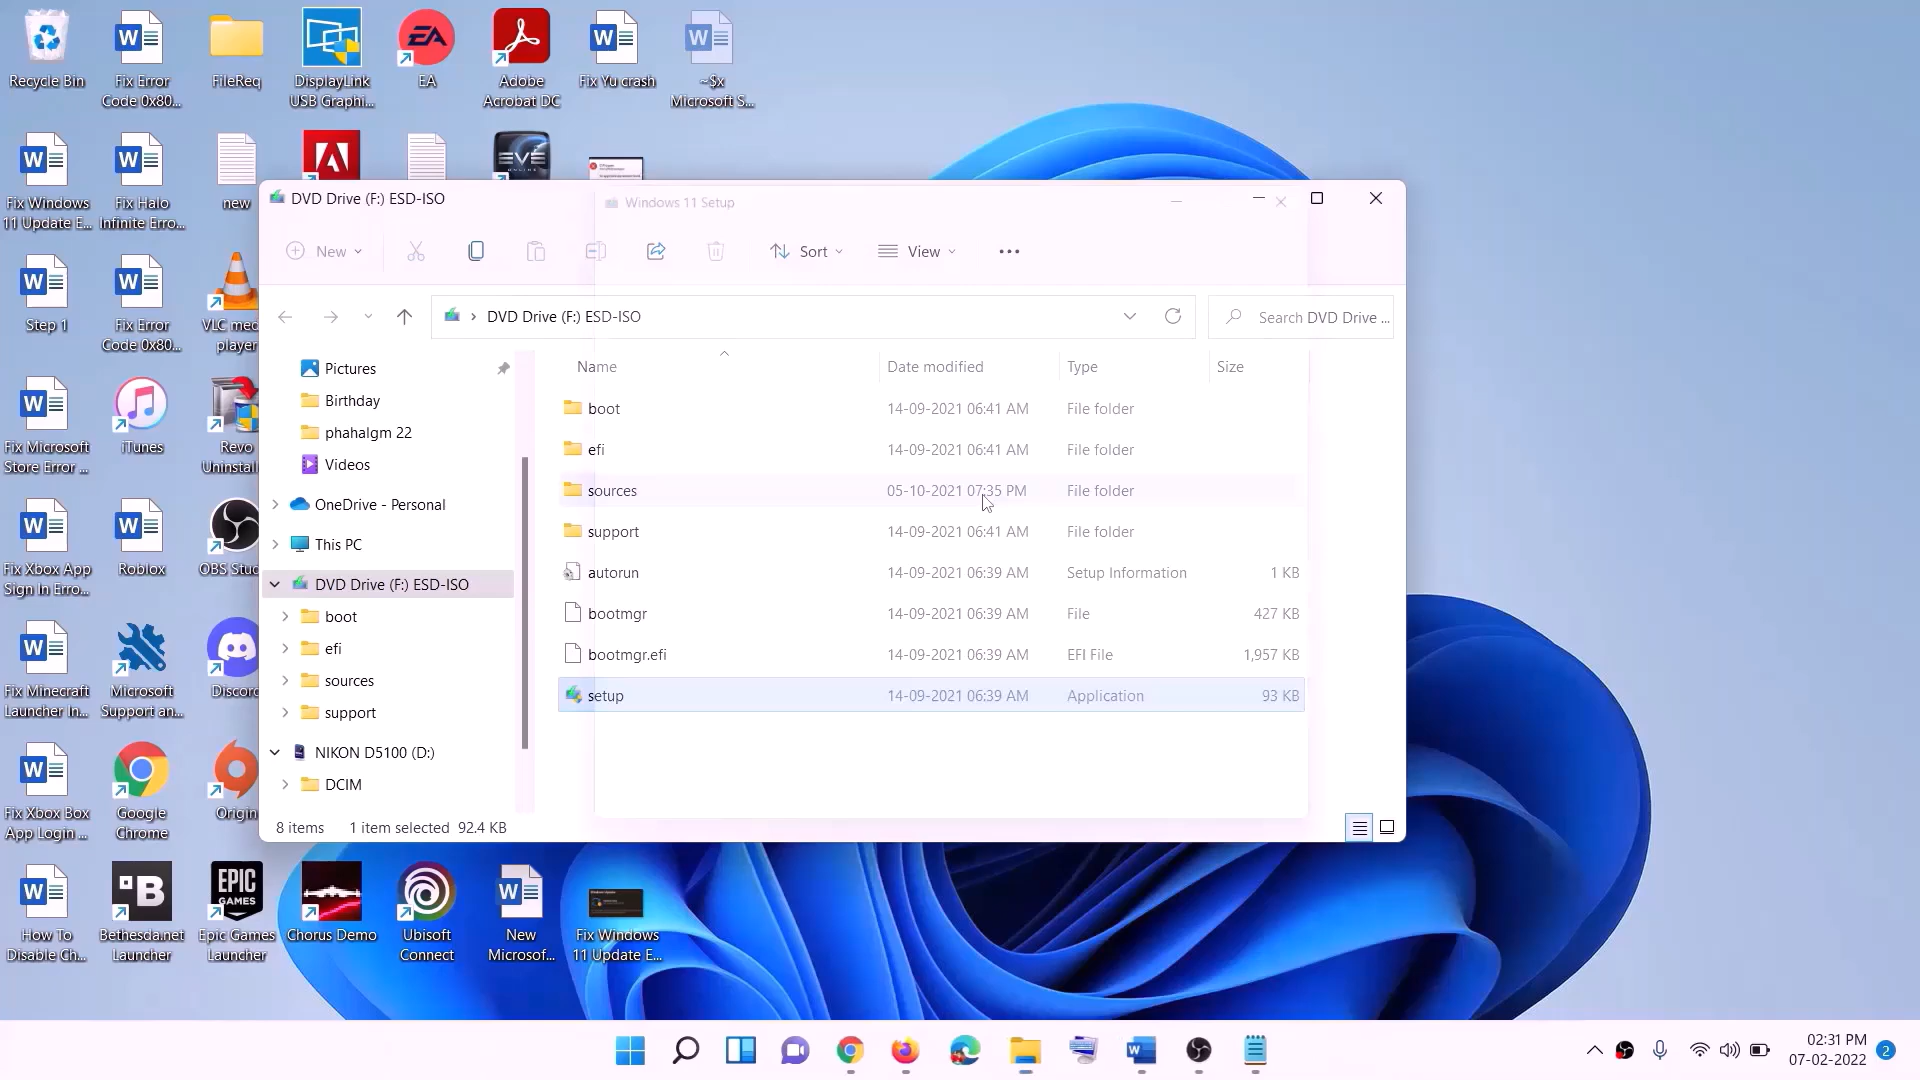 Recycle Bin
Fix Error
Code 0x80...
FileReq
DisplayLink
USB Graphi...
EA
Adobe
Acrobat DC
Fix Yu crash
~$x
Microsoft S...
Fix Windows
11 Update E...
Fix Halo
Infinite Erro...
new
EVE
ONLINE
DVD Drive (F:) ESD-ISO
Windows 11 Setup
New
Sort
View
DVD Drive (F:) ESD-ISO
Search DVD Drive ...
Step 1
Fix Error
Code 0x80...
VLC med
player
Fix Microsoft
Store Error ...
iTunes
Revo
Uninstall
Fix Xbox App
Sign In Erro...
Roblox
OBS Stud
Fix Minecraft
Launcher In...
Microsoft
Support an...
Discord
Fix Xbox Box
App Login ...
Google
Chrome
Origin
Pictures
Birthday
phahalgm 22
Videos
OneDrive - Personal
This PC
DVD Drive (F:) ESD-ISO
boot
efi
sources
support
NIKON D5100 (D:)
DCIM
Name Date modified Type Size
boot 14-09-2021 06:41 AM File folder
efi 14-09-2021 06:41 AM File folder
sources 05-10-2021 07:35 PM File folder
support 14-09-2021 06:41 AM File folder
autorun 14-09-2021 06:39 AM Setup Information 1 KB
bootmgr 14-09-2021 06:39 AM File 427 KB
bootmgr.efi 14-09-2021 06:39 AM EFI File 1,957 KB
setup 14-09-2021 06:39 AM Application 93 KB
8 items 1 item selected 92.4 KB
How To
Disable Ch...
Bethesda.net
Launcher
EPIC
GAMES
Epic Games
Launcher
Chorus Demo
Ubisoft
Connect
New
Microsof...
Fix Windows
11 Update E...
02:31 PM
07-02-2022
2